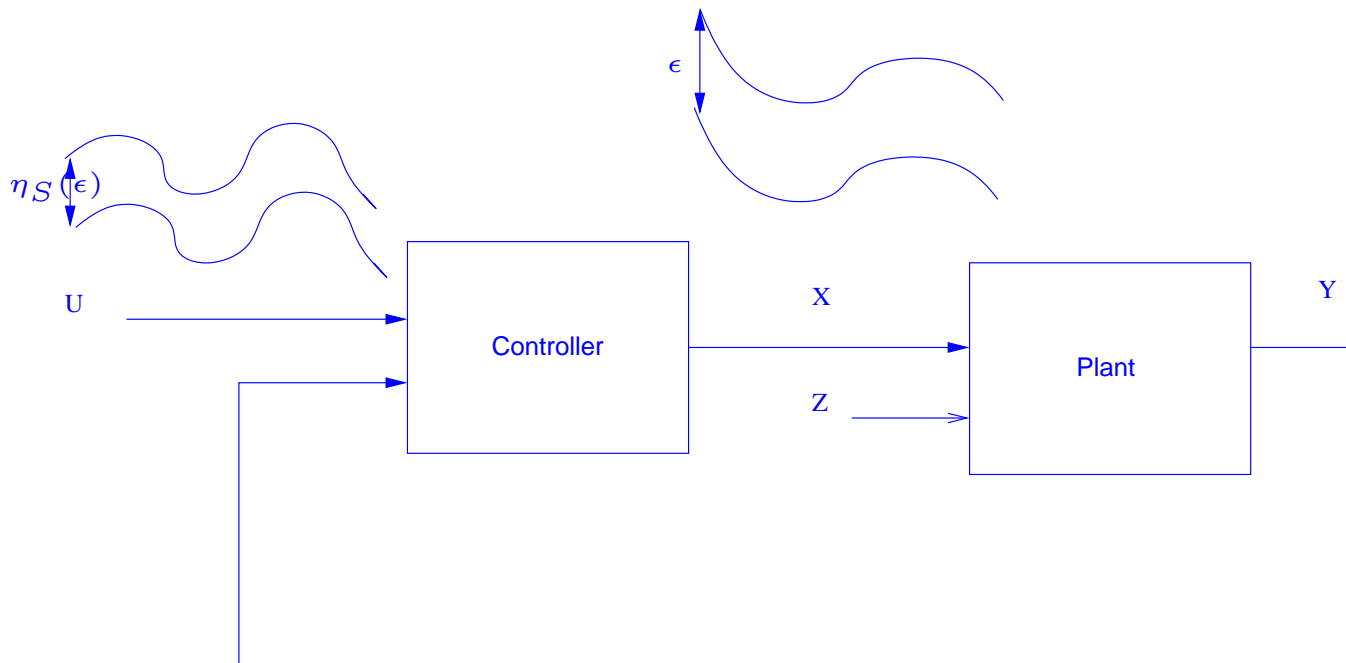 ϵ
η_S(ϵ)
U
X
Y
Controller
Plant
Z